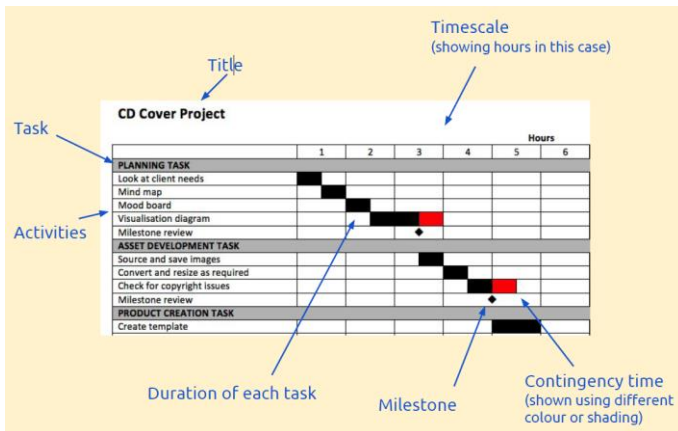 Timescale
(showing hours in this case)
Title
CD Cover Project
Task
Hours
1 2 3 4 5 6
PLANNING TASK
Look at client needs
Mind map
Mood board
Activities
Visualisation diagram
Milestone review
ASSET DEVELOPMENT TASK
Source and save images
Convert and resize as required
Check for copyright issues
Milestone review
PRODUCT CREATION TASK
Create template
Duration of each task
Milestone
Contingency time
(shown using different
colour or shading)